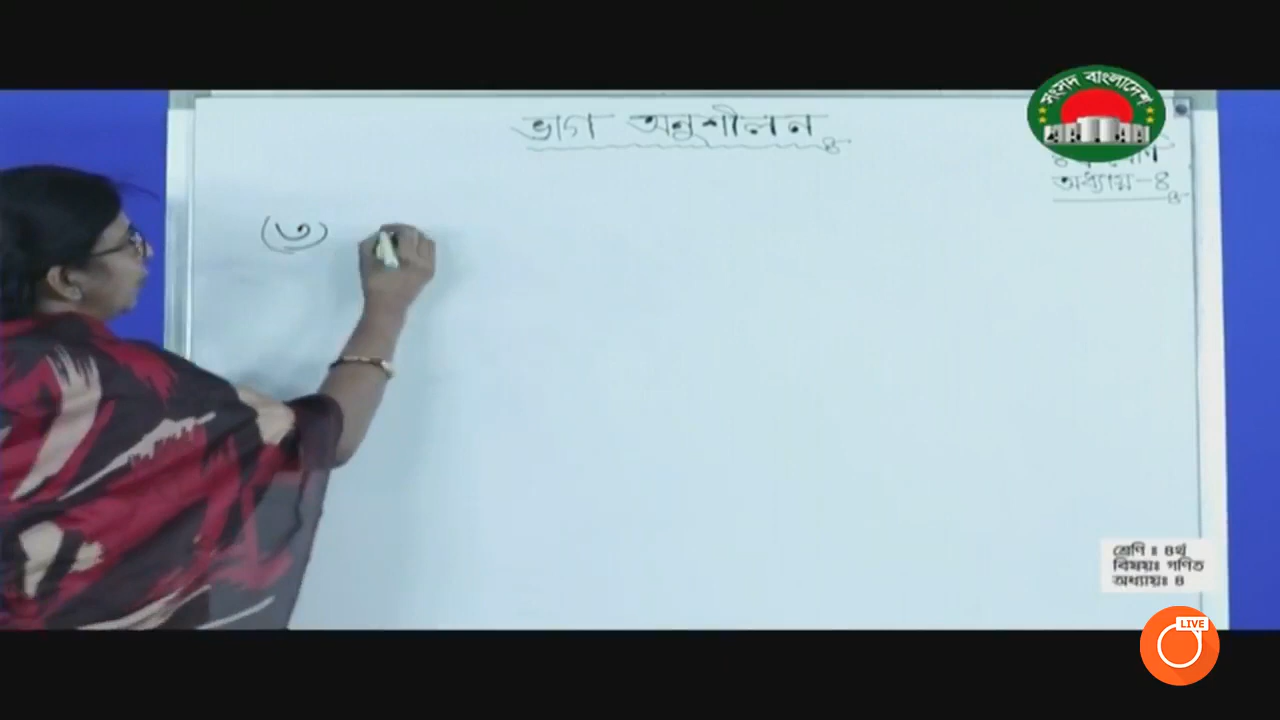 ভাগ অনুশীলন
সংসদ বাংলাদেশ
অধ্যায়-৪
(৩)
শ্রেণি ঃ ৪র্থ
বিষয়ঃ গণিত
অধ্যায়ঃ ৪
LIVE